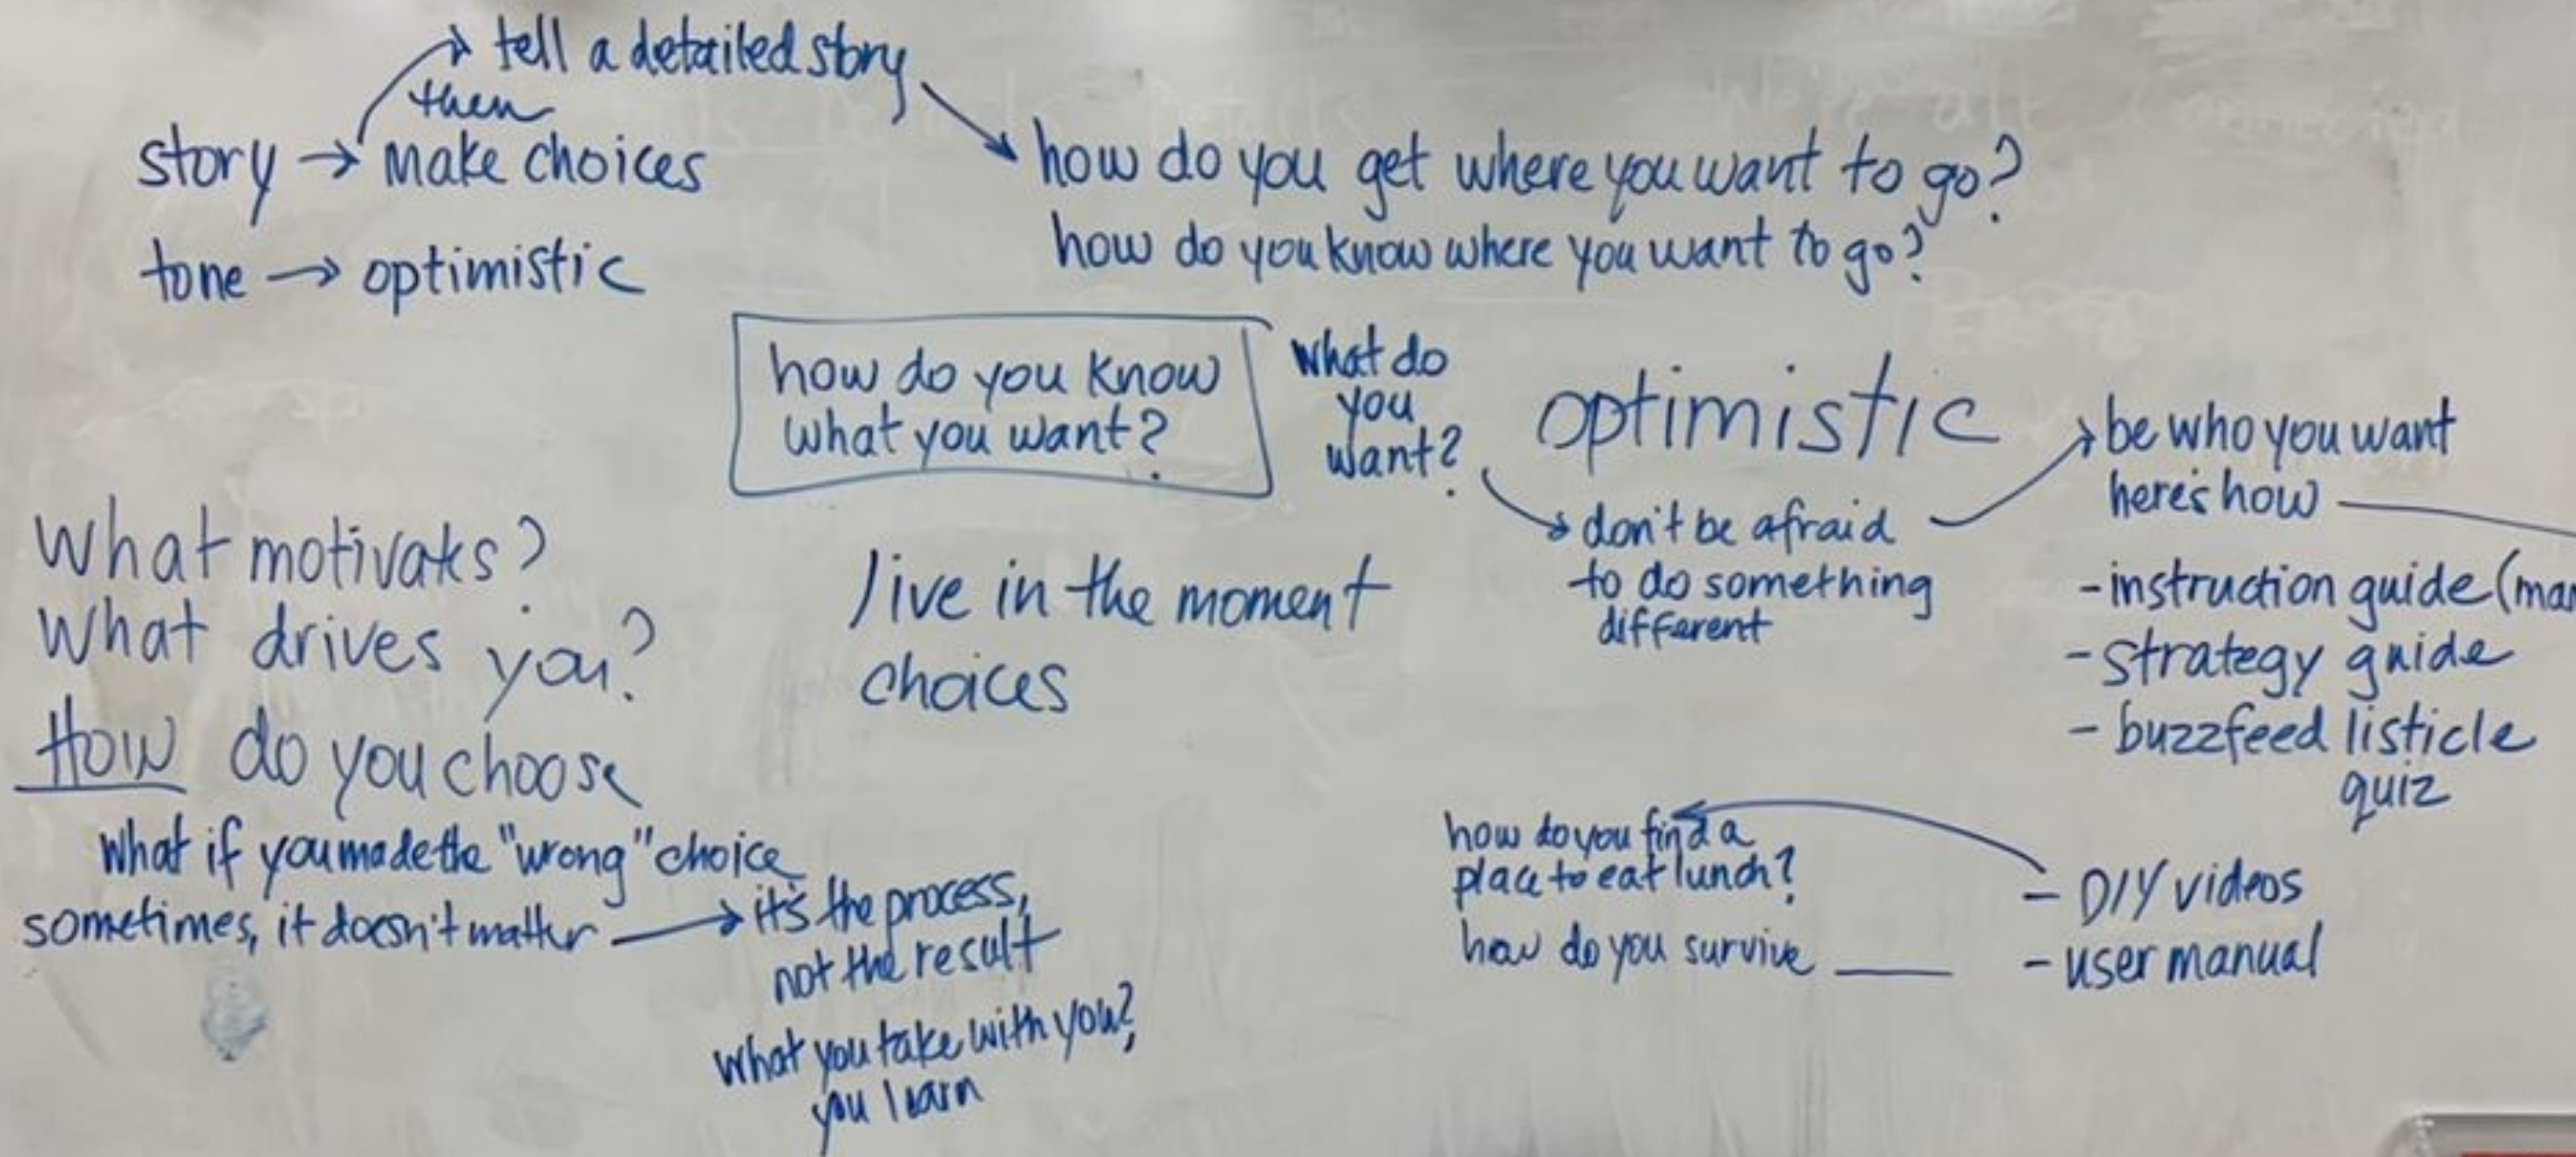 tell a detailed story
then
story → make choices
tone → optimistic
how do you get where you want to go?
how do you know where you want to go?
how do you know
what you want?
what do
you
want?
optimistic
don't be afraid
to do something
different
be who you want
here's how
- instruction guide (man
- strategy guide
- buzzfeed listicle
quiz
- DIY videos
- user manual
how do you find a
place to eat lunch?
how do you survive ____
live in the moment
choices
What motivates?
What drives you?
How do you choose
what if you made the "wrong" choice
sometimes, it doesn't matter → it's the process,
not the result
what you take with you?
you learn